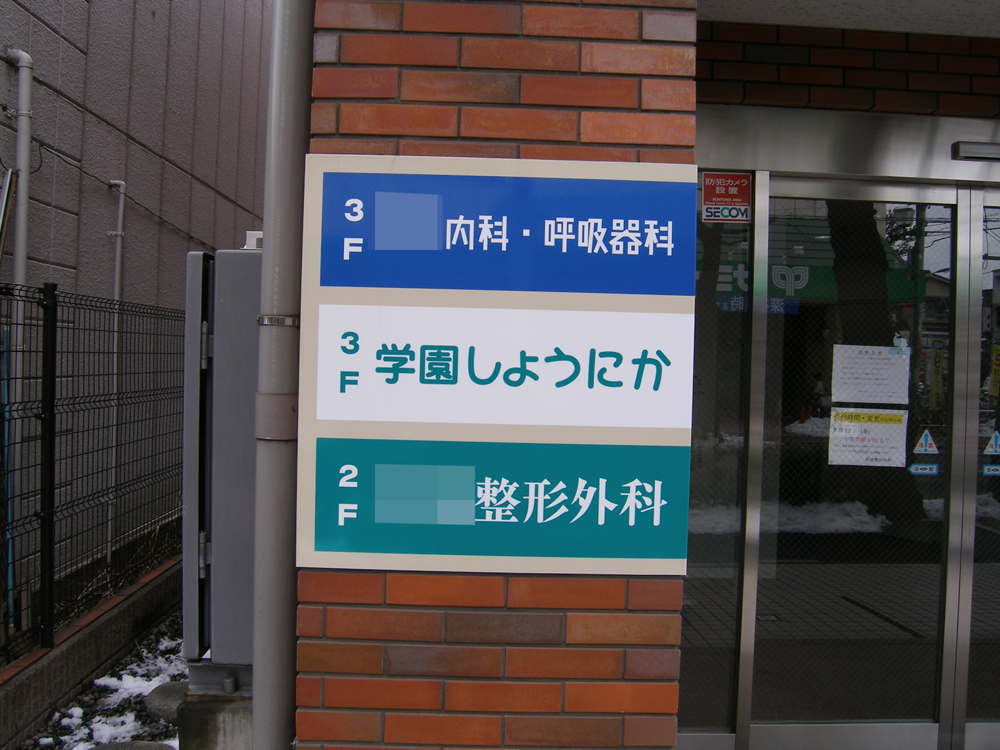 3F 内科・呼吸器科
3F 学園しょうにか
2F 整形外科
防犯カメラ
設置
SECOM